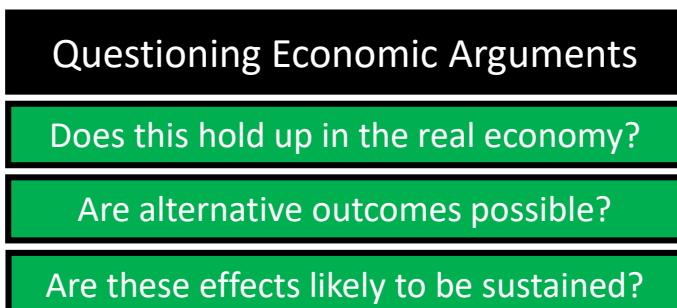 Questioning Economic Arguments
Does this hold up in the real economy?
Are alternative outcomes possible?
Are these effects likely to be sustained?